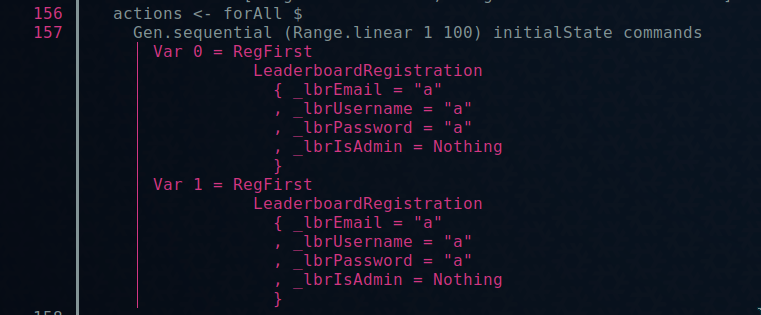 156 actions <- forAll $
157 Gen.sequential (Range.linear 1 100) initialState commands
Var 0 = RegFirst
LeaderboardRegistration
{ _lbrEmail = "a"
, _lbrUsername = "a"
, _lbrPassword = "a"
, _lbrIsAdmin = Nothing
}
Var 1 = RegFirst
LeaderboardRegistration
{ _lbrEmail = "a"
, _lbrUsername = "a"
, _lbrPassword = "a"
, _lbrIsAdmin = Nothing
}